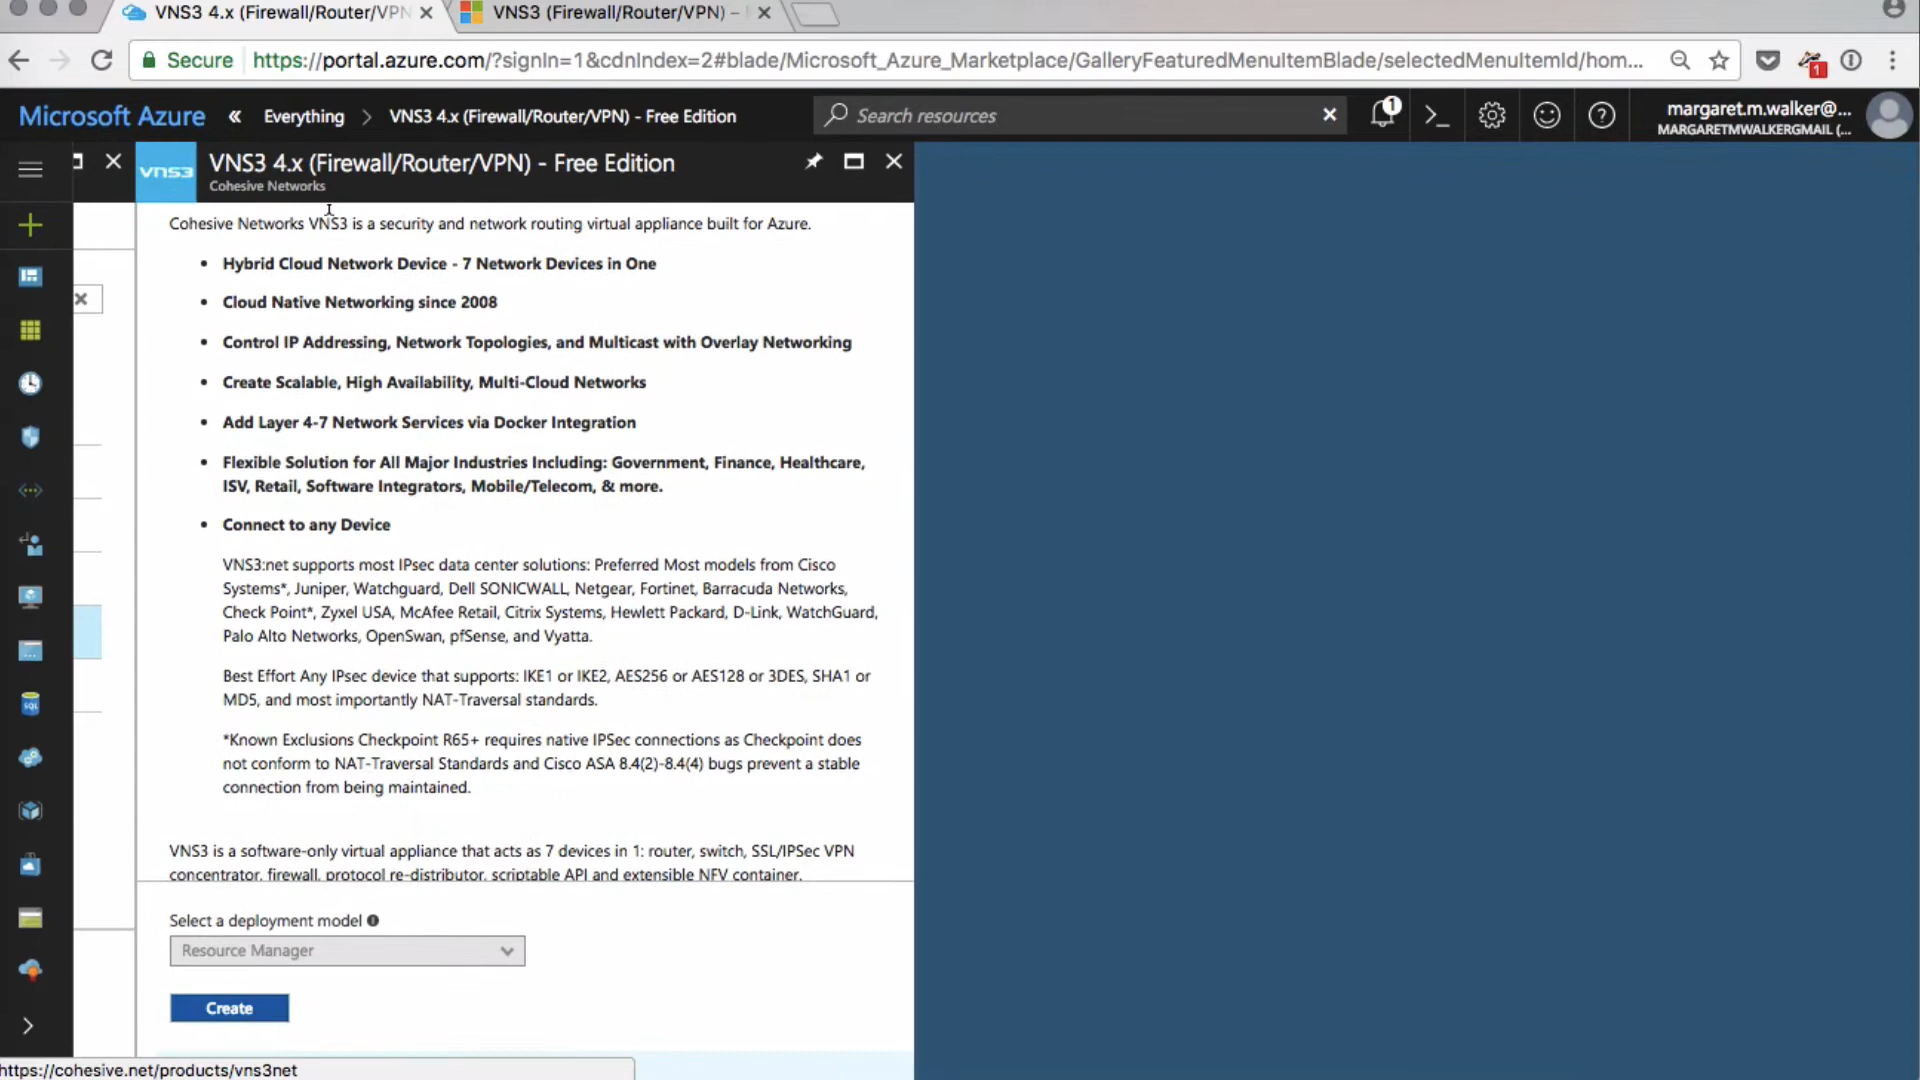 VNS3 4.x (Firewall/Router/VPN
VNS3 (Firewall/Router/VPN) –
Secure
https://portal.azure.com/?signIn=1&cdnIndex=2#blade/Microsoft_Azure_Marketplace/GalleryFeaturedMenuItemBlade/selectedMenuItemId/hom...
1
Microsoft Azure
«
Everything
>
VNS3 4.x (Firewall/Router/VPN) - Free Edition
Search resources
1
margaret.m.walker@...
MARGARETMWALKERGMAIL (...
vns3
VNS3 4.x (Firewall/Router/VPN) - Free Edition
Cohesive Networks
Cohesive Networks VNS3 is a security and network routing virtual appliance built for Azure.
• Hybrid Cloud Network Device - 7 Network Devices in One
• Cloud Native Networking since 2008
• Control IP Addressing, Network Topologies, and Multicast with Overlay Networking
• Create Scalable, High Availability, Multi-Cloud Networks
• Add Layer 4-7 Network Services via Docker Integration
• Flexible Solution for All Major Industries Including: Government, Finance, Healthcare,
ISV, Retail, Software Integrators, Mobile/Telecom, & more.
• Connect to any Device
VNS3:net supports most IPsec data center solutions: Preferred Most models from Cisco
Systems*, Juniper, Watchguard, Dell SONICWALL, Netgear, Fortinet, Barracuda Networks,
Check Point*, Zyxel USA, McAfee Retail, Citrix Systems, Hewlett Packard, D-Link, WatchGuard,
Palo Alto Networks, OpenSwan, pfSense, and Vyatta.
Best Effort Any IPsec device that supports: IKE1 or IKE2, AES256 or AES128 or 3DES, SHA1 or
MD5, and most importantly NAT-Traversal standards.
*Known Exclusions Checkpoint R65+ requires native IPSec connections as Checkpoint does
not conform to NAT-Traversal Standards and Cisco ASA 8.4(2)-8.4(4) bugs prevent a stable
connection from being maintained.
VNS3 is a software-only virtual appliance that acts as 7 devices in 1: router, switch, SSL/IPSec VPN
concentrator, firewall, protocol re-distributor, scriptable API and extensible NFV container.
Select a deployment model
Resource Manager
Create
SQL
https://cohesive.net/products/vns3net